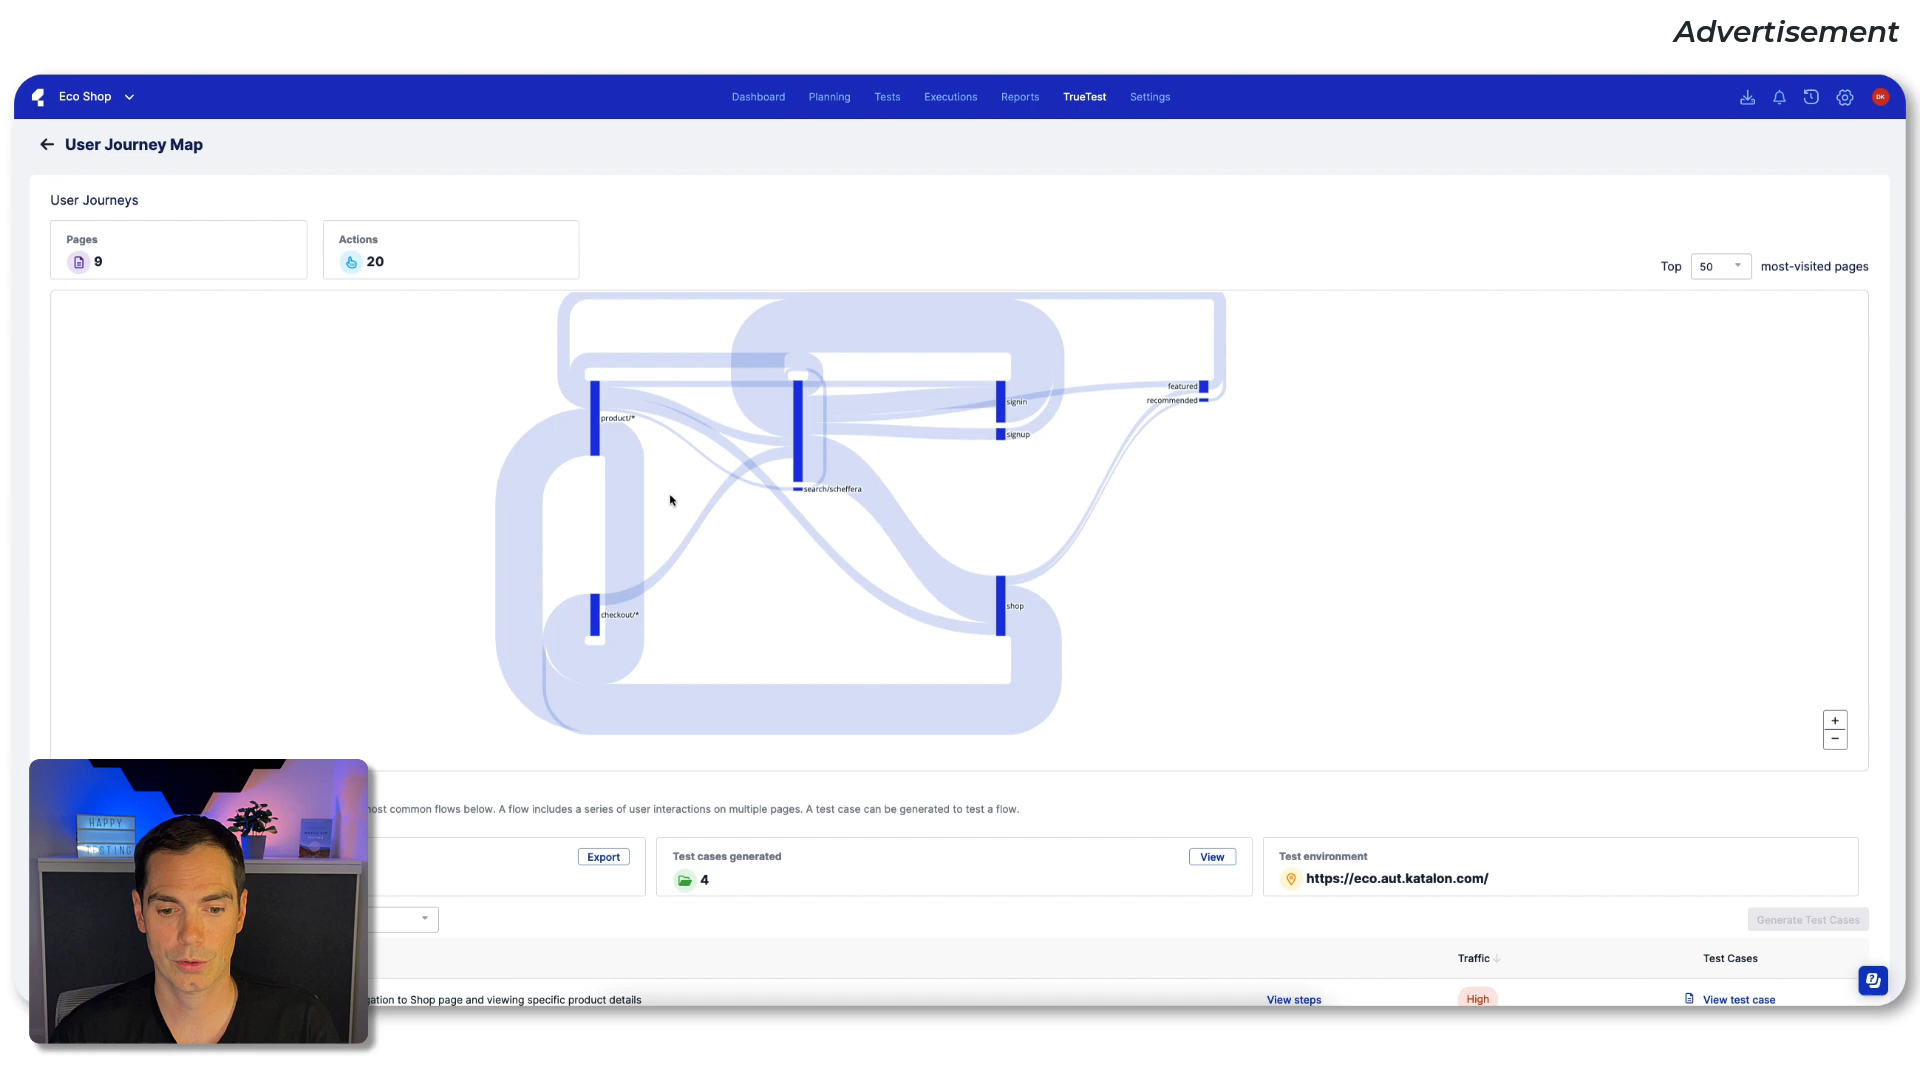 Advertisement
Eco Shop
Dashboard Planning Tests Executions Reports TrueTest Settings
DK
User Journey Map
User Journeys
Pages
9
Actions
20
Top 50 most-visited pages
featured
recommended
signin
product/*
signup
search/scheffera
shop
checkout/*
+
−
ost common flows below. A flow includes a series of user interactions on multiple pages. A test case can be generated to test a flow.
Export
Test cases generated
View
4
Test environment
https://eco.aut.katalon.com/
Generate Test Cases
Traffic
Test Cases
gation to Shop page and viewing specific product details
View steps
High
View test case
HAPPY
TESTING